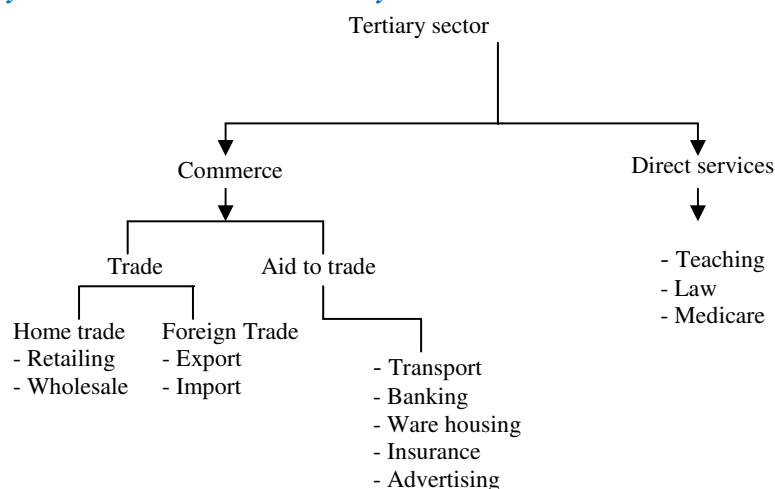 Tertiary sector
Commerce
Direct services
Trade
Aid to trade
- Teaching
- Law
- Medicare
Home trade
- Retailing
- Wholesale
Foreign Trade
- Export
- Import
- Transport
- Banking
- Ware housing
- Insurance
- Advertising